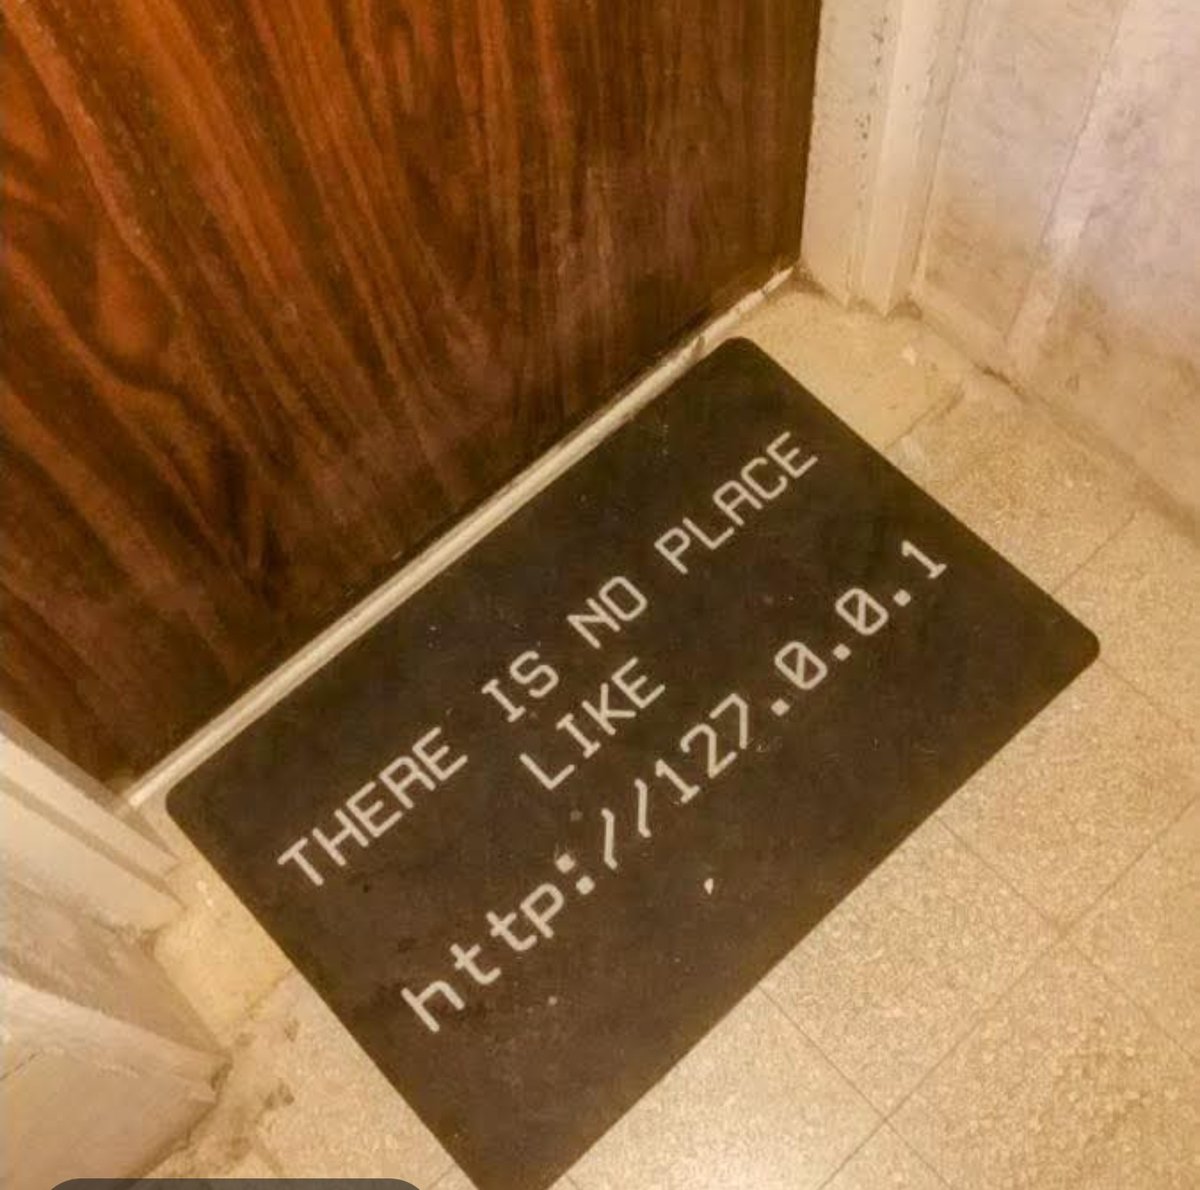 THERE IS NO PLACE
LIKE
http://127.0.0.1